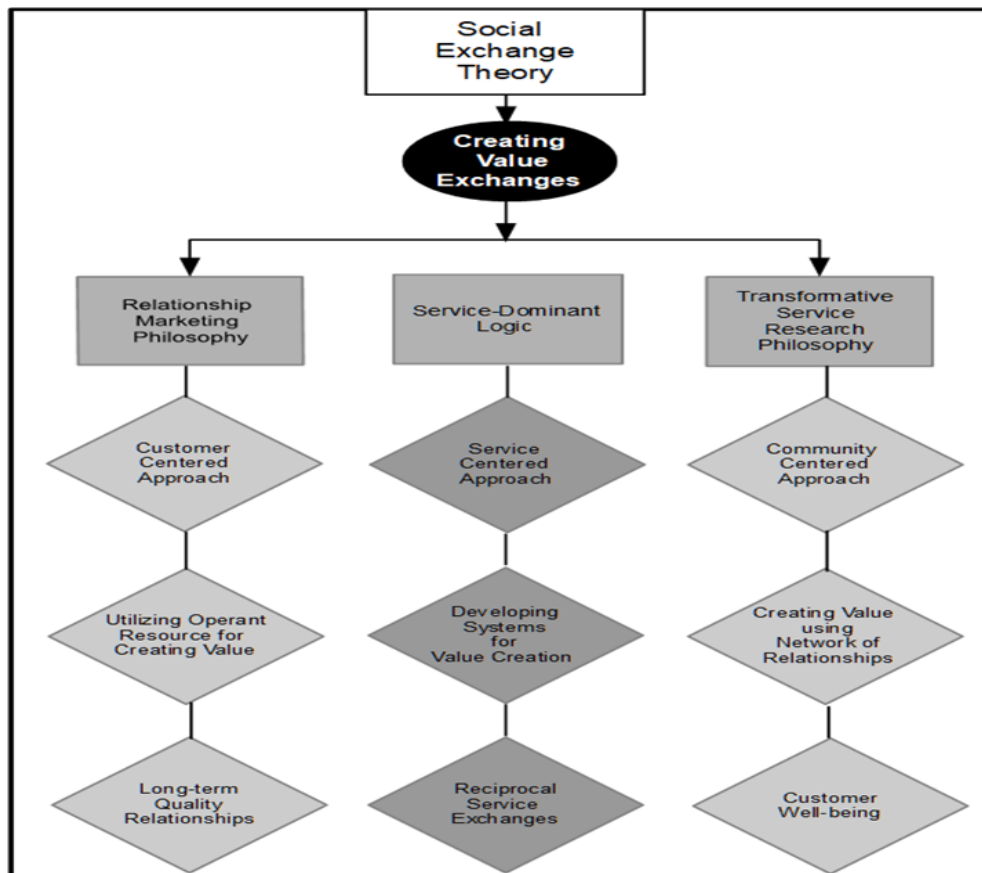 Social
Exchange
Theory
Creating
Value
Exchanges
Relationship
Marketing
Philosophy
Service-Dominant
Logic
Transformative
Service
Research
Philosophy
Customer
Centered
Approach
Service
Centered
Approach
Community
Centered
Approach
Utilizing Operant
Resource for
Creating Value
Developing
Systems
for
Value Creation
Creating Value
using
Network of
Relationships
Long-term
Quality
Relationships
Reciprocal
Service
Exchanges
Customer
Well-being